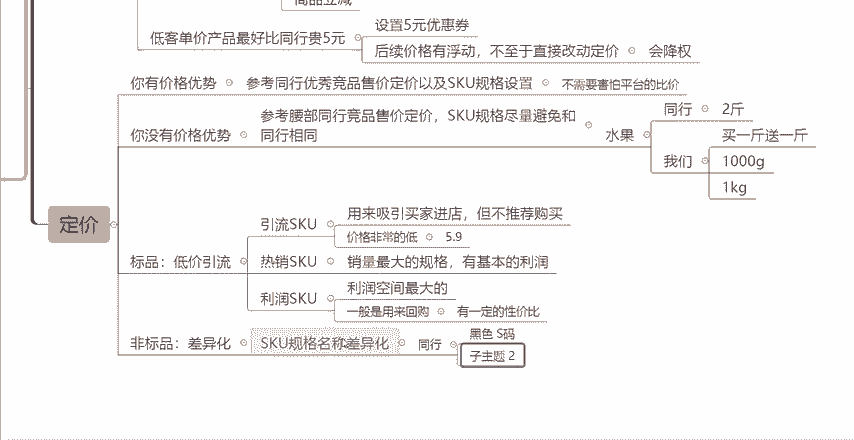 商品立减
设置5元优惠券
低客单价产品最好比同行贵5元
后续价格有浮动，不至于直接改动定价
会降权
你有价格优势
参考同行优秀竞品售价定价以及SKU规格设置
不需要害怕平台的比价
你没有价格优势
参考腰部同行竞品售价定价，SKU规格尽量避免和
同行相同
水果
同行
2斤
我们
买一斤送一斤
1000g
1kg
定价
标品：低价引流
引流SKU
用来吸引买家进店，但不推荐购买
价格非常的低
5.9
热销SKU
销量最大的规格，有基本的利润
利润SKU
利润空间最大的
一般是用来回购
有一定的性价比
非标品：差异化
SKU规格名称差异化
同行
黑色 S码
子主题 2